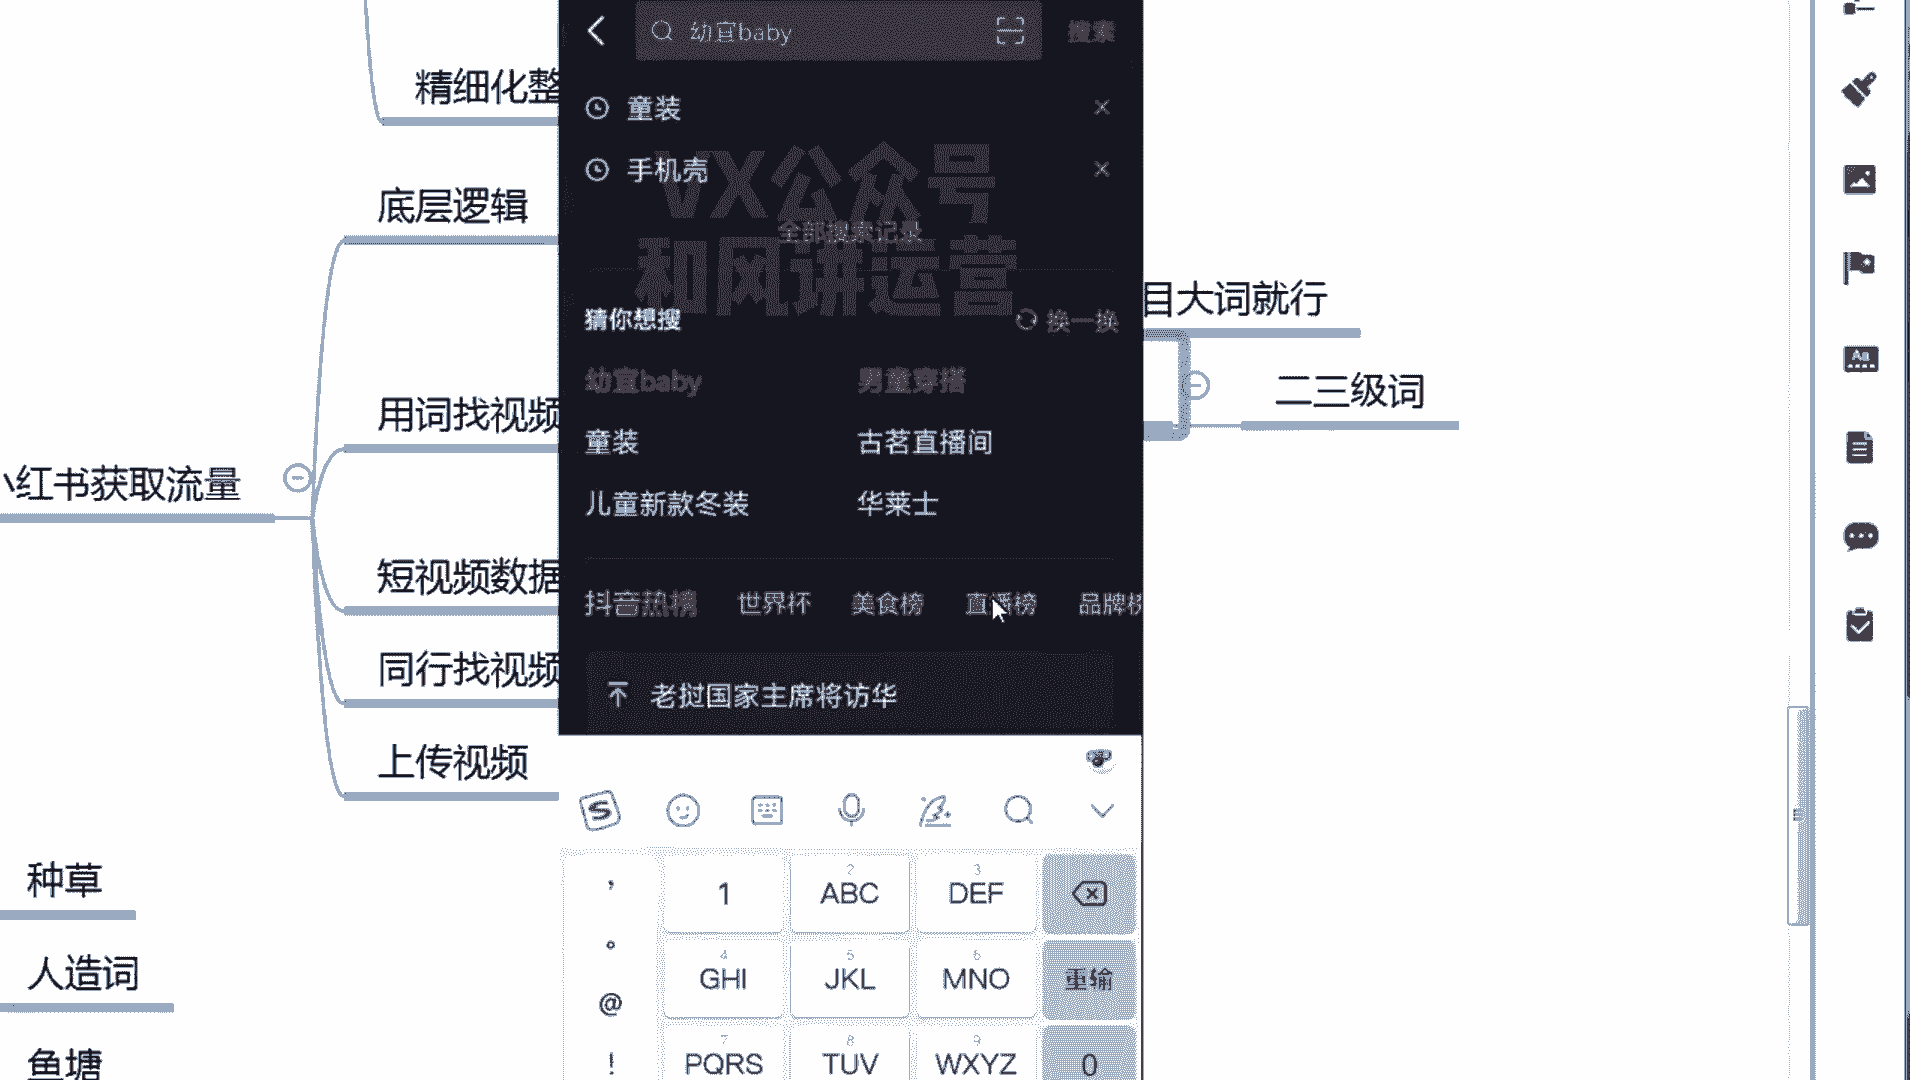 精细化整
底层逻辑
用词找视频
小红书获取流量
短视频数据
同行找视频
上传视频
种草
人造词
鱼塘
幼宜baby
搜索
童装
手机壳
VX公众号
全部搜索记录
和风讲运营
猜你想搜
换一换
幼宜baby 男童穿搭
童装 古茗直播间
儿童新款冬装 华莱士
抖音热榜 世界杯 美食榜 直播榜 品牌榜
老挝国家主席将访华
, 1 2 ABC 3 DEF
。 4 GHI 5 JKL 6 MNO 重输
@
! 7 PQRS 8 TUV 9 WXYZ 0
目大词就行
二三级词
Aa